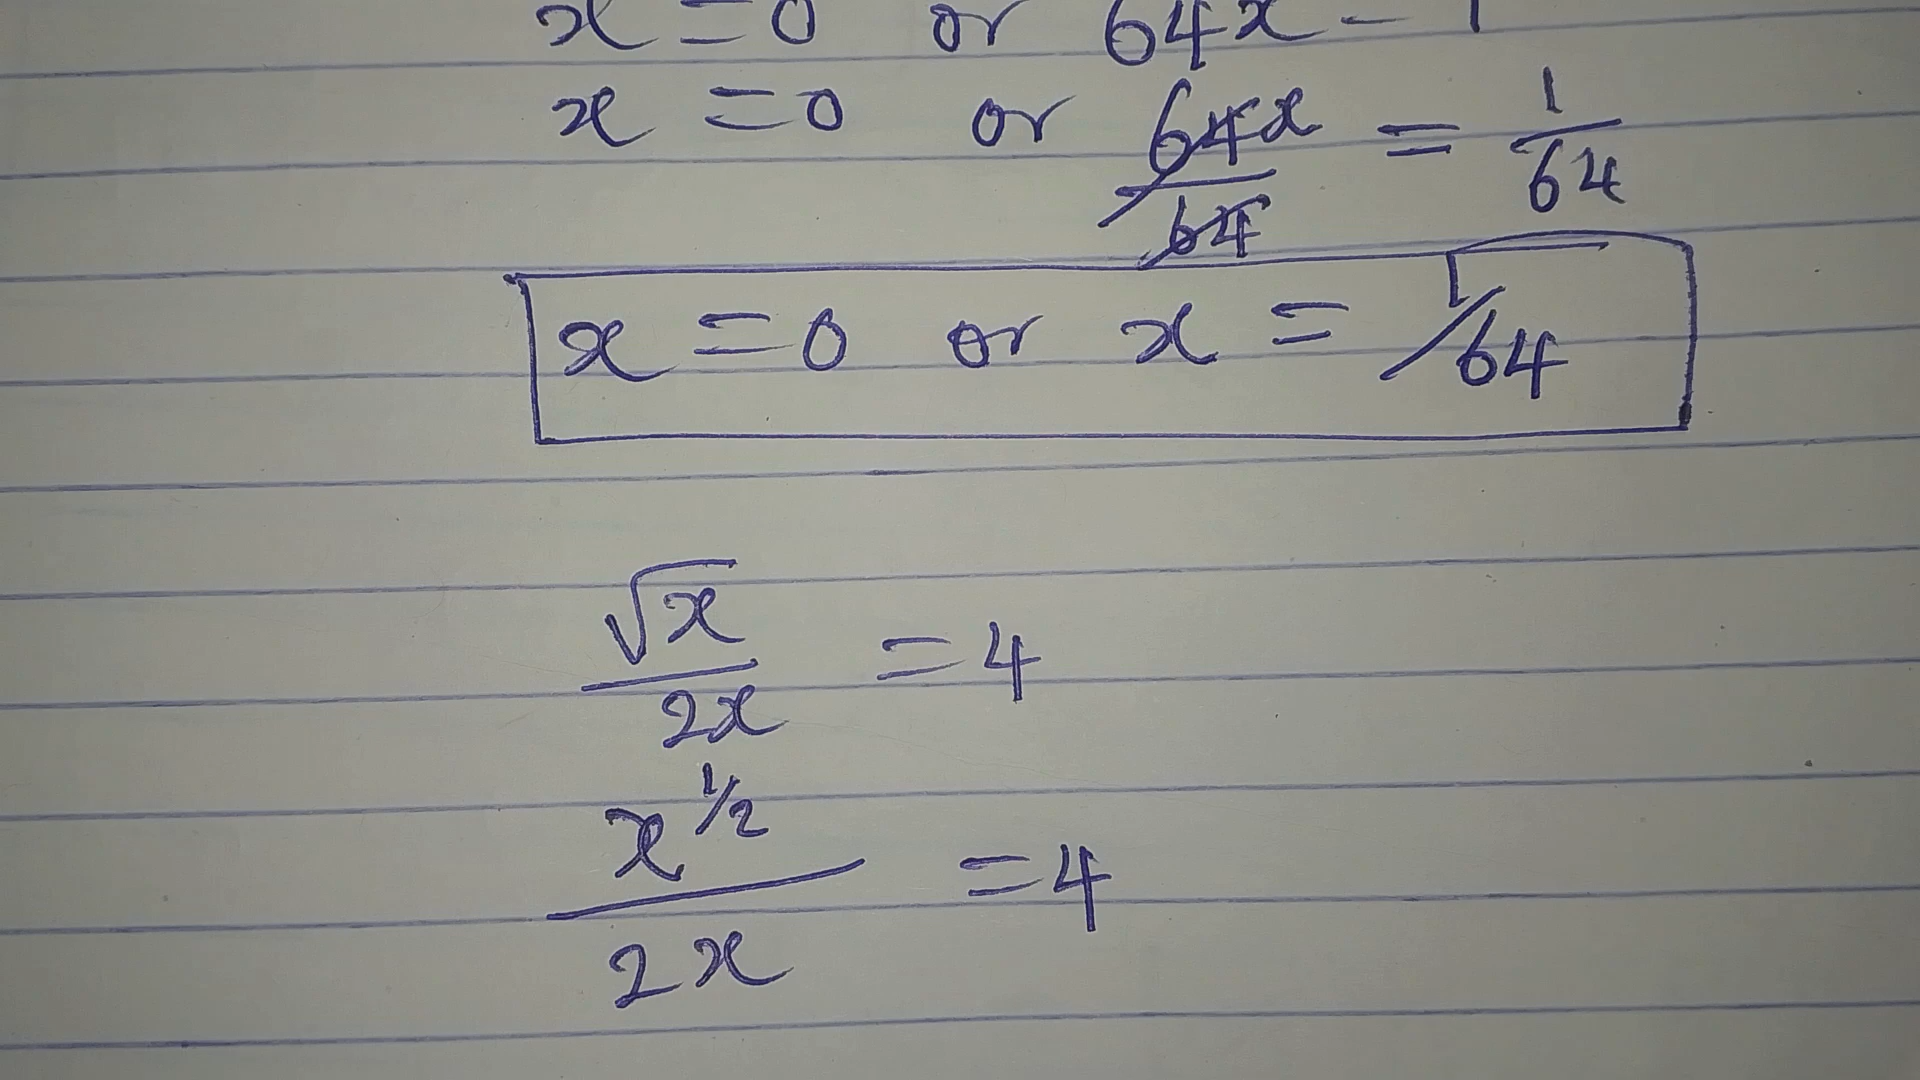 x = 0 or 64x = 1
x = 0 or 64x/64 = 1/64
x = 0 or x = 1/64
√x/2x = 4
x^1/2/2x = 4